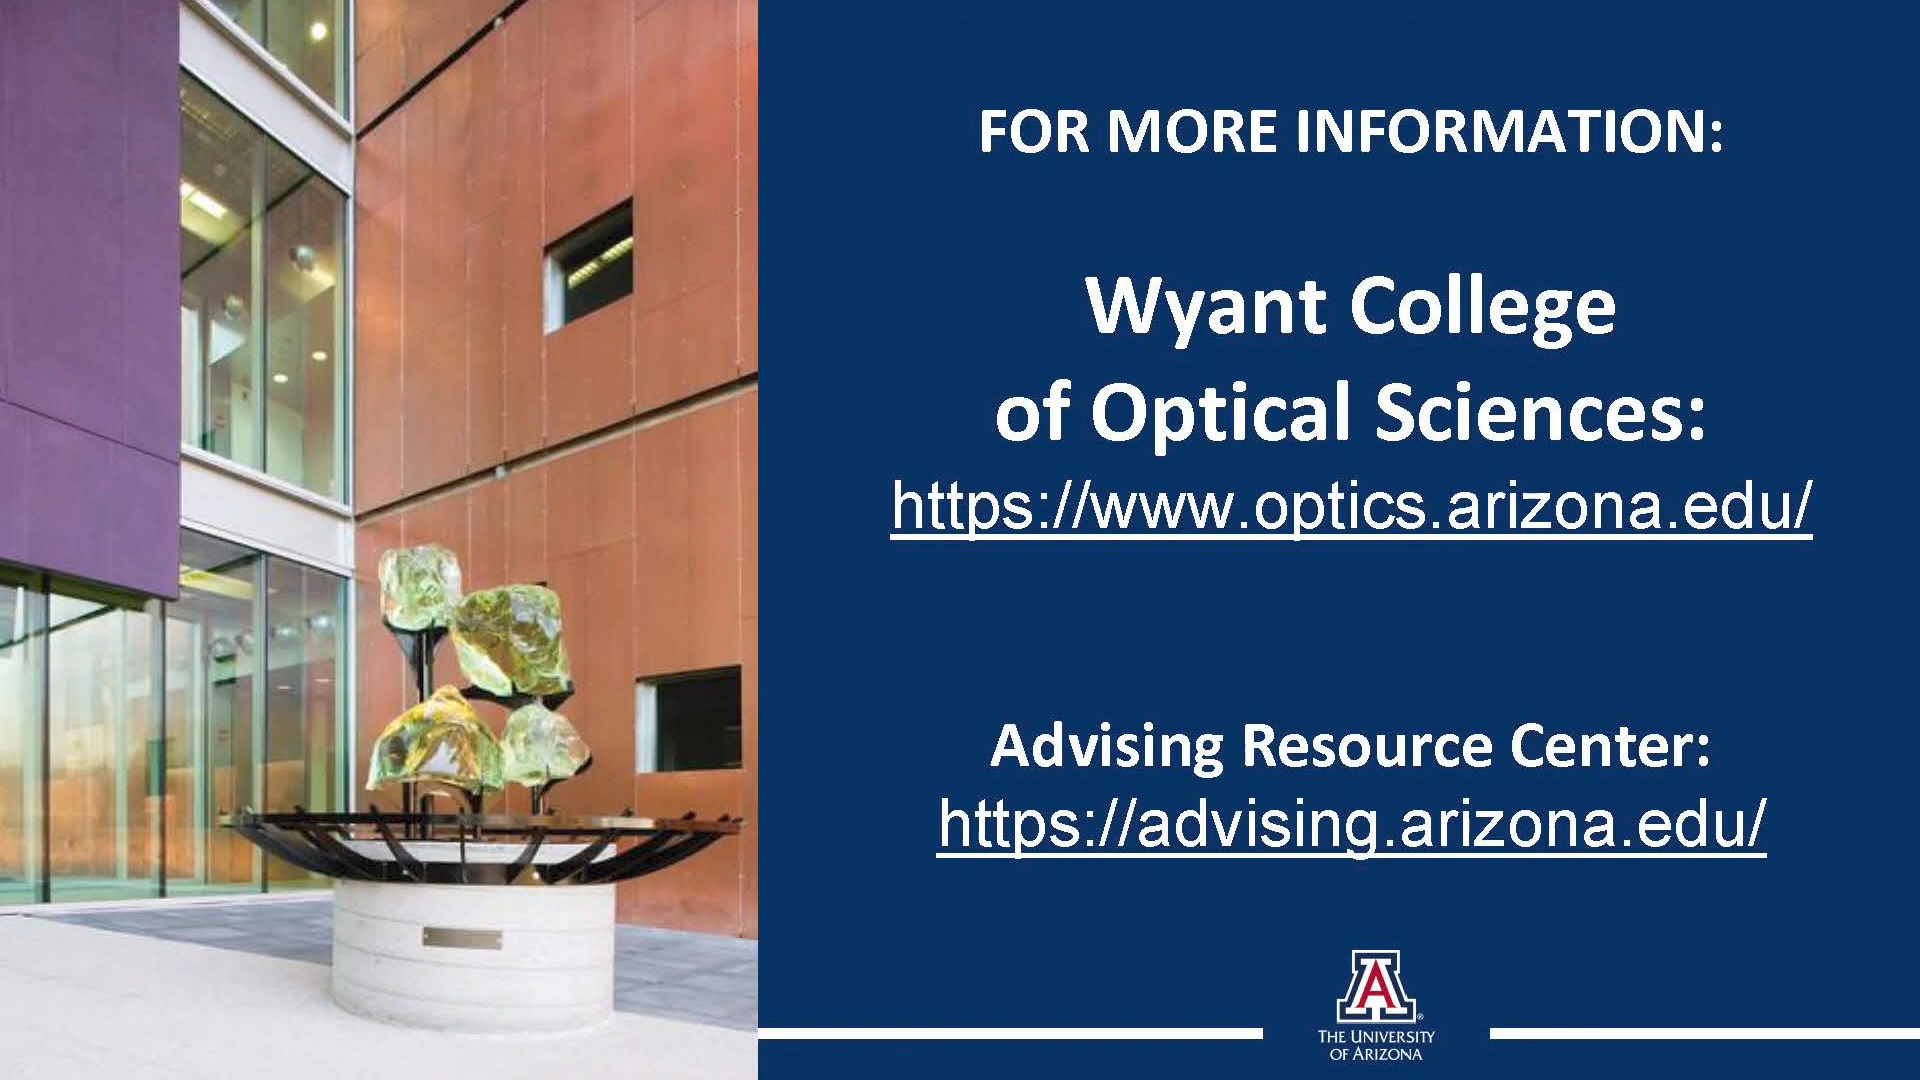 FOR MORE INFORMATION:
Wyant College
of Optical Sciences:
https://www.optics.arizona.edu/
Advising Resource Center:
https://advising.arizona.edu/
A
THE UNIVERSITY
OF ARIZONA